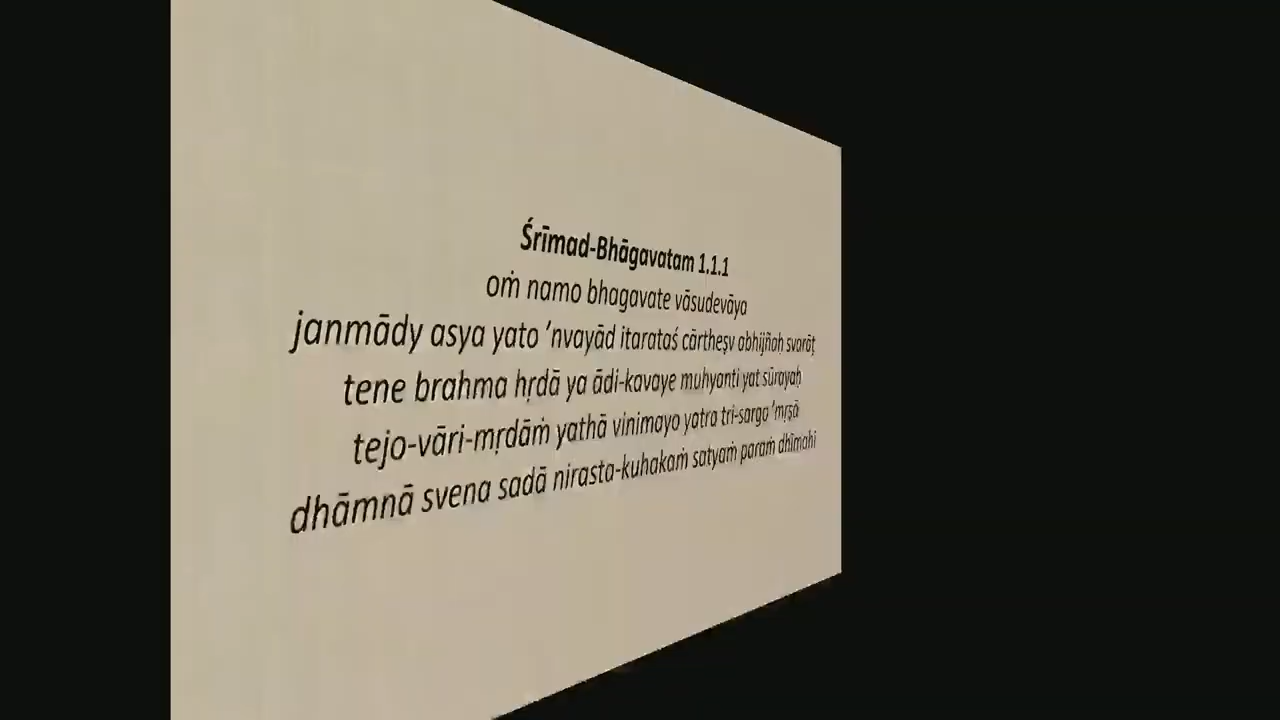 Śrīmad-Bhāgavatam 1.1.1
oṁ namo bhagavate vāsudevāya
janmādy asya yato ’nvayād itarataś cārtheṣv abhijñaḥ svarāṭ
tene brahma hṛdā ya ādi-kavaye muhyanti yat sūrayaḥ
tejo-vāri-mṛdāṁ yathā vinimayo yatra tri-sargo ’mṛṣā
dhāmnā svena sadā nirasta-kuhakaṁ satyaṁ paraṁ dhīmahi